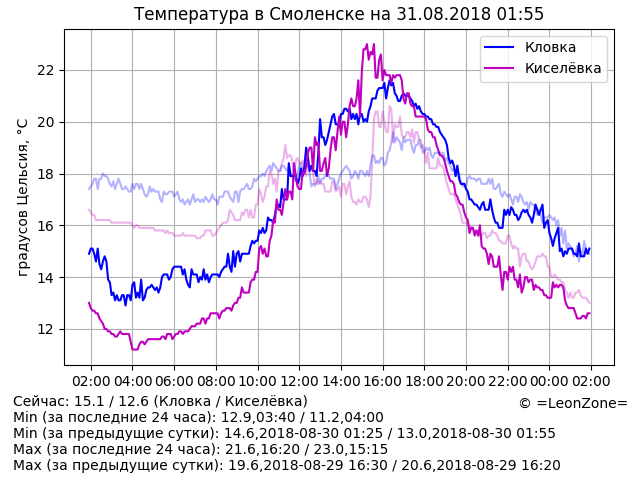 Температура в Смоленске на 31.08.2018 01:55
Кловка
Киселёвка
градусов Цельсия, °C
22
20
18
16
14
12
02:00 04:00 06:00 08:00 10:00 12:00 14:00 16:00 18:00 20:00 22:00 00:00 02:00
Сейчас: 15.1 / 12.6 (Кловка / Киселёвка)
© =LeonZone=
Min (за последние 24 часа): 12.9,03:40 / 11.2,04:00
Min (за предыдущие сутки): 14.6,2018-08-30 01:25 / 13.0,2018-08-30 01:55
Max (за последние 24 часа): 21.6,16:20 / 23.0,15:15
Max (за предыдущие сутки): 19.6,2018-08-29 16:30 / 20.6,2018-08-29 16:20